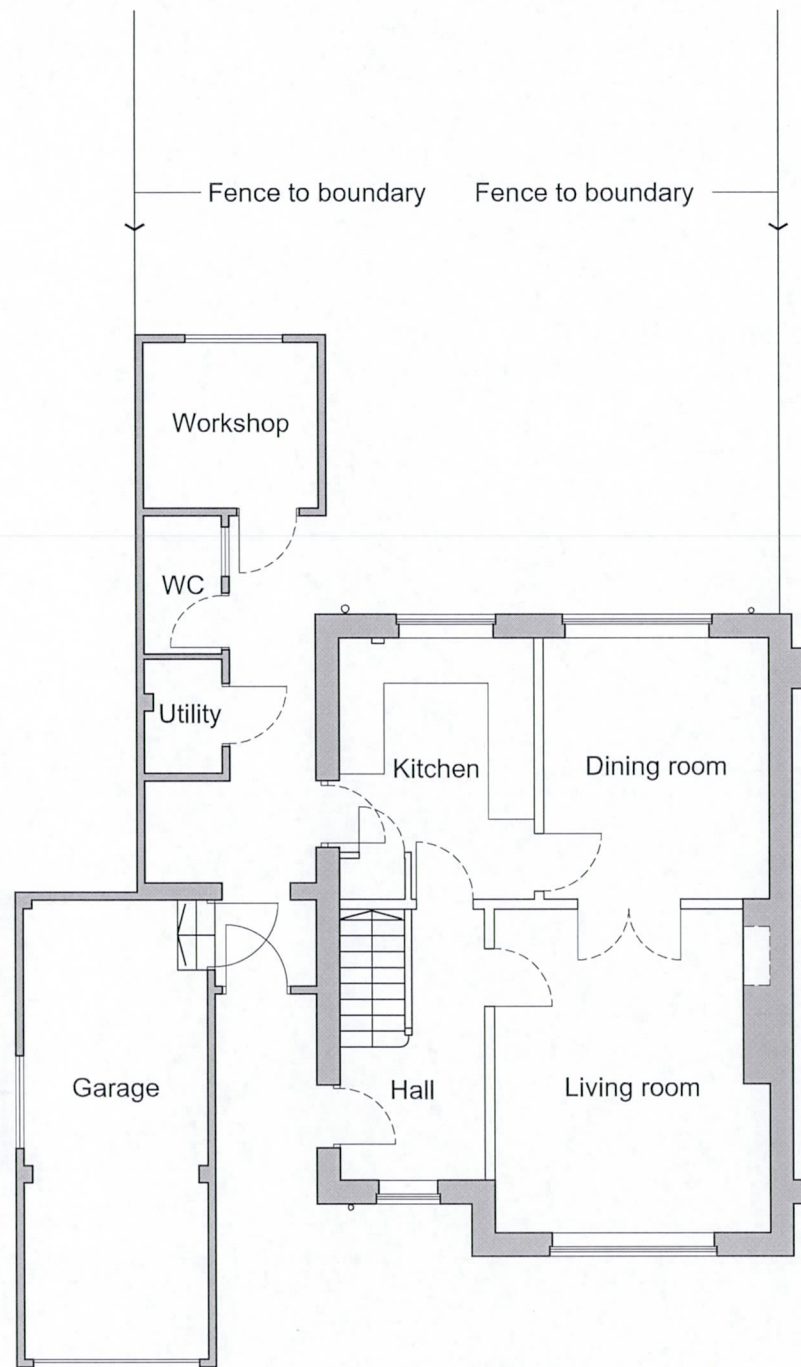 Fence to boundary
Fence to boundary
Workshop
WC
Utility
Kitchen
Dining room
Garage
Hall
Living room